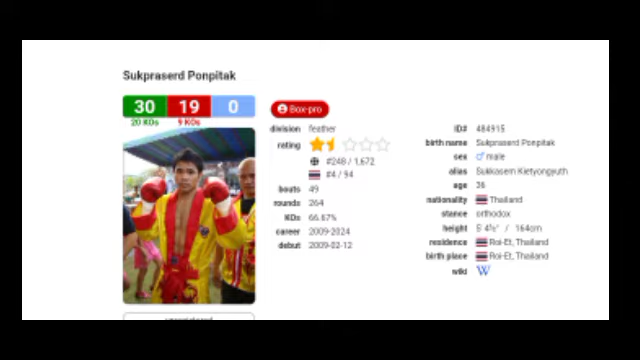 Sukpraserd Ponpitak
30 19 0
20 KOs 9 KOs
Box-pro
division feather
rating
#248 / 1,672
#4 / 94
bouts 49
rounds 264
KOs 66.67%
career 2009-2024
debut 2009-02-12
ID# 484915
birth name Sukpraserd Ponpitak
sex ♂ male
alias Sukkasem Kietyongyuth
age 36
nationality Thailand
stance orthodox
height 5′ 4½″ / 164cm
residence Roi-Et, Thailand
birth place Roi-Et, Thailand
wiki W